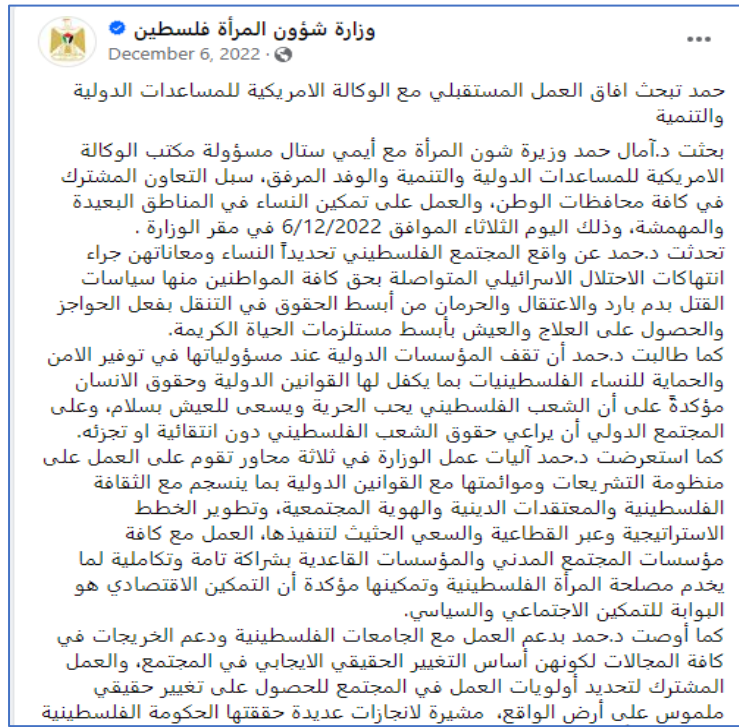 وزارة شؤون المرأة فلسطين
December 6, 2022 ·
حمد تبحث افاق العمل المستقبلي مع الوكالة الامريكية للمساعدات الدولية
والتنمية
بحثت د.آمال حمد وزيرة شون المرأة مع أيمي ستال مسؤولة مكتب الوكالة
الامريكية للمساعدات الدولية والتنمية والوفد المرفق، سبل التعاون المشترك
في كافة محافظات الوطن، والعمل على تمكين النساء في المناطق البعيدة
والمهمشة، وذلك اليوم الثلاثاء الموافق 6/12/2022 في مقر الوزارة .
تحدثت د.حمد عن واقع المجتمع الفلسطيني تحديداً النساء ومعاناتهن جراء
انتهاكات الاحتلال الاسرائيلي المتواصلة بحق كافة المواطنين منها سياسات
القتل بدم بارد والاعتقال والحرمان من أبسط الحقوق في التنقل بفعل الحواجز
والحصول على العلاج والعيش بأبسط مستلزمات الحياة الكريمة.
كما طالبت د.حمد أن تقف المؤسسات الدولية عند مسؤولياتها في توفير الامن
والحماية للنساء الفلسطينيات بما يكفل لها القوانين الدولية وحقوق الانسان
مؤكدةً على أن الشعب الفلسطيني يحب الحرية ويسعى للعيش بسلام، وعلى
المجتمع الدولي أن يراعي حقوق الشعب الفلسطيني دون انتقائية او تجزئه.
كما استعرضت د.حمد آليات عمل الوزارة في ثلاثة محاور تقوم على العمل على
منظومة التشريعات وموائمتها مع القوانين الدولية بما ينسجم مع الثقافة
الفلسطينية والمعتقدات الدينية والهوية المجتمعية، وتطوير الخطط
الاستراتيجية وعبر القطاعية والسعي الحثيث لتنفيذها، العمل مع كافة
مؤسسات المجتمع المدني والمؤسسات القاعدية بشراكة تامة وتكاملية لما
يخدم مصلحة المرأة الفلسطينية وتمكينها مؤكدة أن التمكين الاقتصادي هو
البوابة للتمكين الاجتماعي والسياسي.
كما أوصت د.حمد بدعم العمل مع الجامعات الفلسطينية ودعم الخريجات في
كافة المجالات لكونهن أساس التغيير الحقيقي الايجابي في المجتمع، والعمل
المشترك لتحديد أولويات العمل في المجتمع للحصول على تغيير حقيقي
ملموس على أرض الواقع، مشيرة لانجازات عديدة حققتها الحكومة الفلسطينية